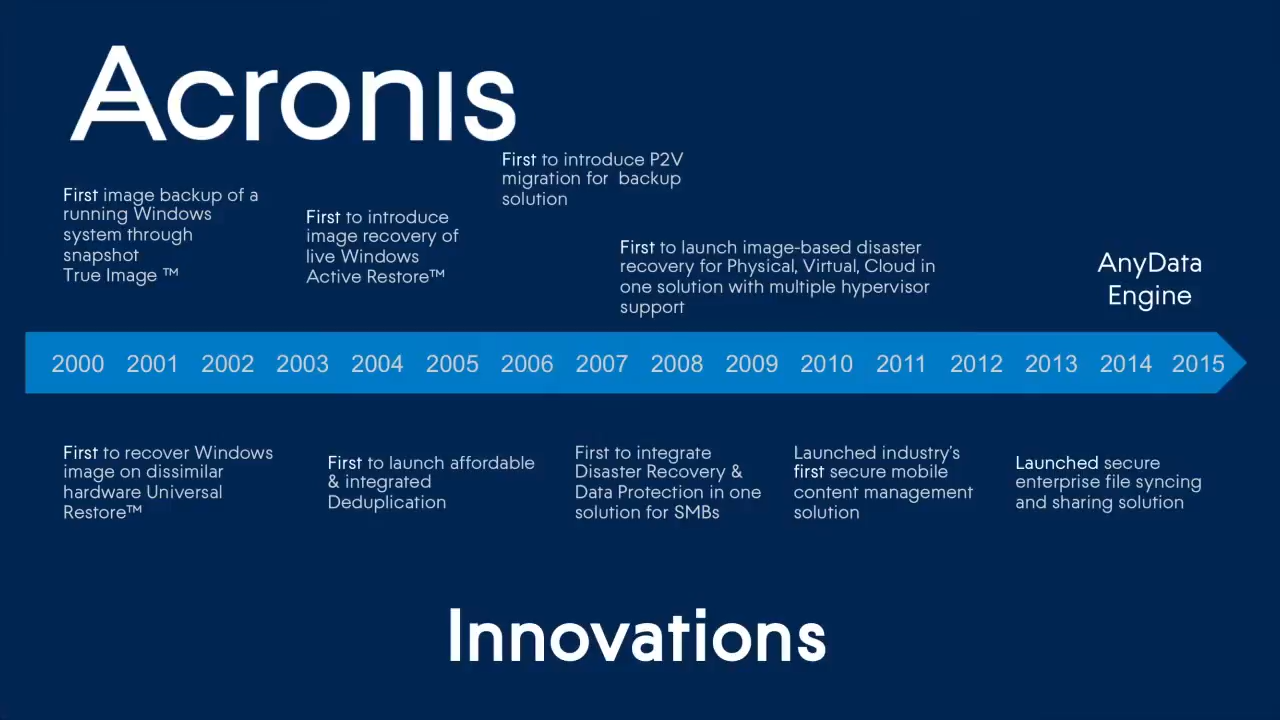 Acronis
First to introduce P2V
migration for backup
solution
First image backup of a
running Windows
system through
snapshot
True Image ™
First to introduce
image recovery of
live Windows
Active Restore™
First to launch image-based disaster
recovery for Physical, Virtual, Cloud in
one solution with multiple hypervisor
support
AnyData
Engine
2000 2001 2002 2003 2004 2005 2006 2007 2008 2009 2010 2011 2012 2013 2014 2015
First to recover Windows
image on dissimilar
hardware Universal
Restore™
First to launch affordable
& integrated
Deduplication
First to integrate
Disaster Recovery &
Data Protection in one
solution for SMBs
Launched industry's
first secure mobile
content management
solution
Launched secure
enterprise file syncing
and sharing solution
Innovations